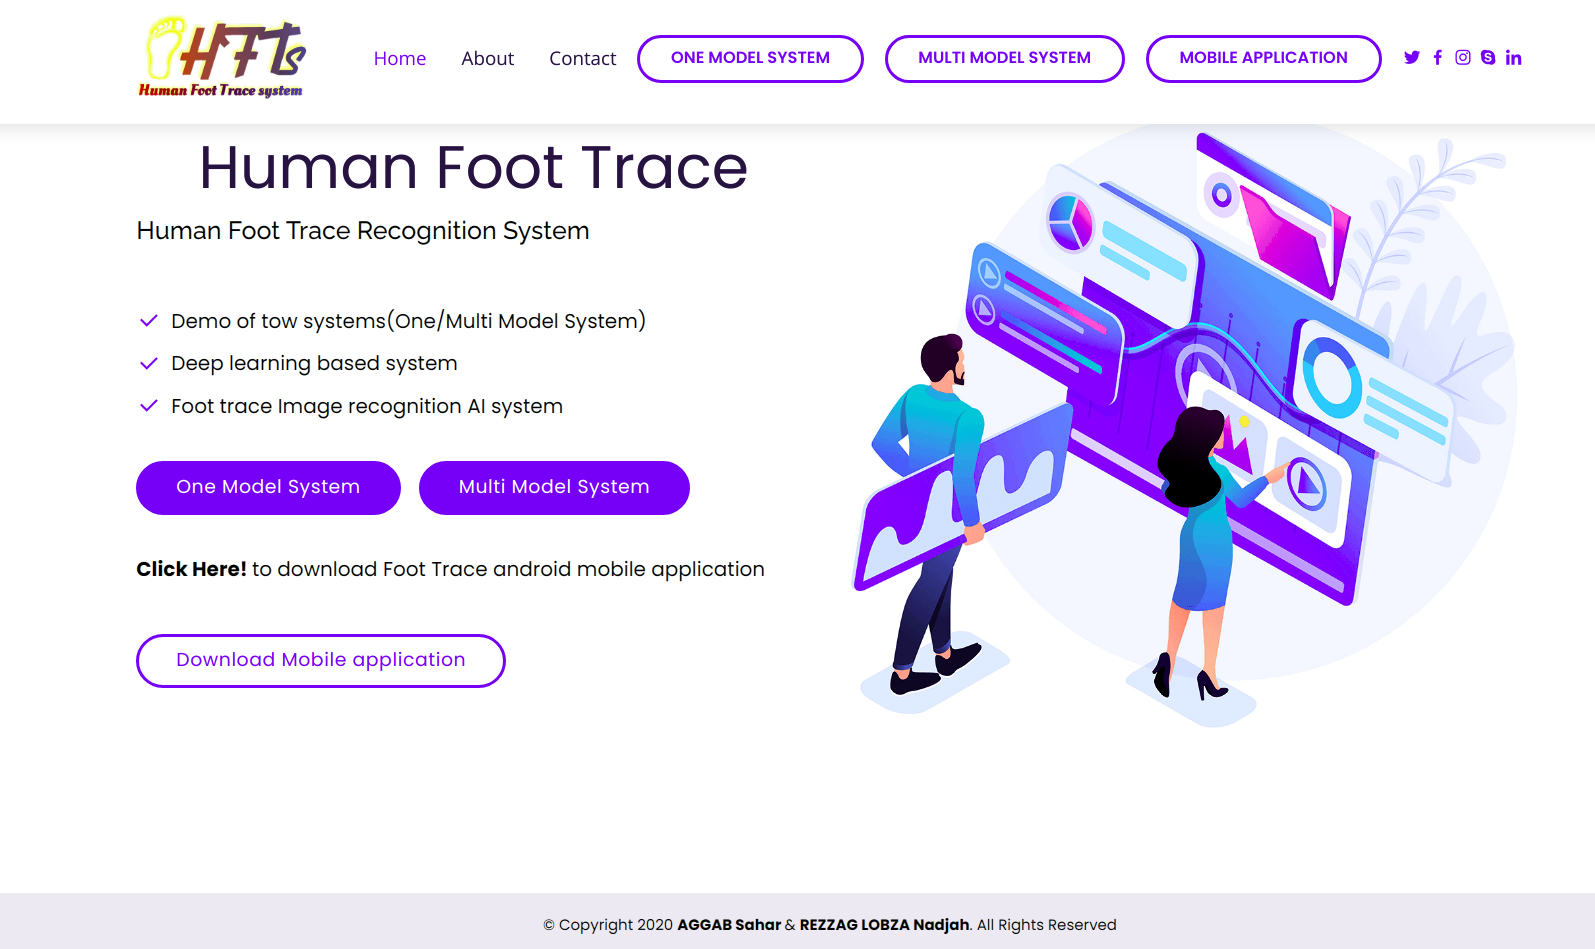 HFTs
Human Foot Trace system
Home About Contact ONE MODEL SYSTEM MULTI MODEL SYSTEM MOBILE APPLICATION
Human Foot Trace
Human Foot Trace Recognition System
Demo of tow systems(One/Multi Model System)
Deep learning based system
Foot trace Image recognition AI system
One Model System Multi Model System
Click Here! to download Foot Trace android mobile application
Download Mobile application
© Copyright 2020 AGGAB Sahar & REZZAG LOBZA Nadjah. All Rights Reserved